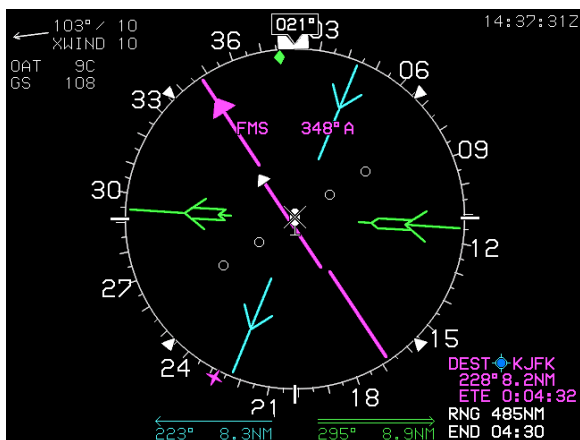 103° / 10
XWIND 10
OAT 9C
GS 108
021°
14:37:31Z
36
03
33
06
FMS 348°A
09
30
12
27
15
24
18
21
DEST KJFK
228° 8.2NM
ETE 0:04:32
RNG 485NM
END 04:30
223° 8.3NM
295° 8.9NM